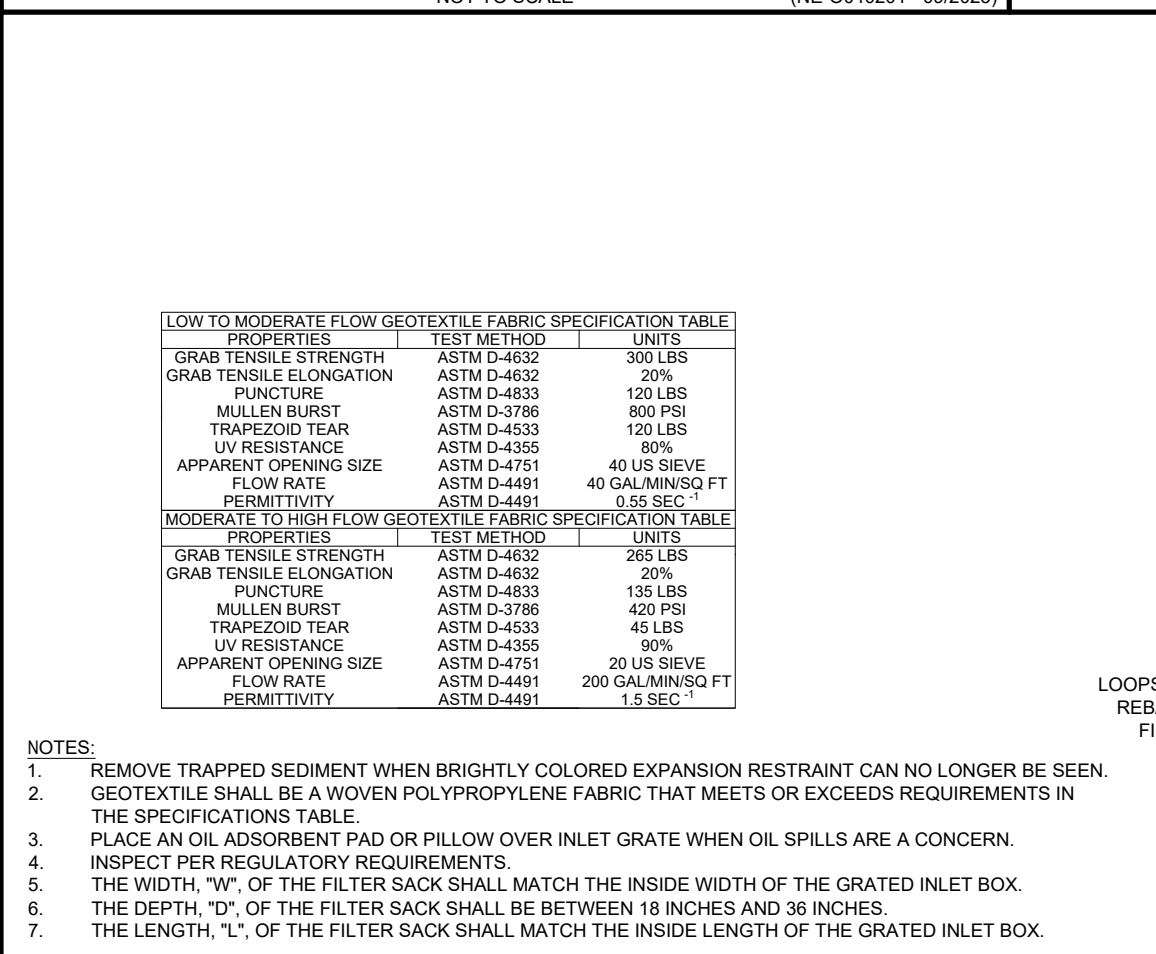 LOW TO MODERATE FLOW GEOTEXTILE FABRIC SPECIFICATION TABLE
PROPERTIES TEST METHOD UNITS
GRAB TENSILE STRENGTH ASTM D-4632 300 LBS
GRAB TENSILE ELONGATION ASTM D-4632 20%
PUNCTURE ASTM D-4833 120 LBS
MULLEN BURST ASTM D-3786 800 PSI
TRAPEZOID TEAR ASTM D-4533 120 LBS
UV RESISTANCE ASTM D-4355 80%
APPARENT OPENING SIZE ASTM D-4751 40 US SIEVE
FLOW RATE ASTM D-4491 40 GAL/MIN/SQ FT
PERMITTIVITY ASTM D-4491 0.55 SEC -1
MODERATE TO HIGH FLOW GEOTEXTILE FABRIC SPECIFICATION TABLE
PROPERTIES TEST METHOD UNITS
GRAB TENSILE STRENGTH ASTM D-4632 265 LBS
GRAB TENSILE ELONGATION ASTM D-4632 20%
PUNCTURE ASTM D-4833 135 LBS
MULLEN BURST ASTM D-3786 420 PSI
TRAPEZOID TEAR ASTM D-4533 45 LBS
UV RESISTANCE ASTM D-4355 90%
APPARENT OPENING SIZE ASTM D-4751 20 US SIEVE
FLOW RATE ASTM D-4491 200 GAL/MIN/SQ FT
PERMITTIVITY ASTM D-4491 1.5 SEC -1
LOOPS
REB
FI
NOTES:
1. REMOVE TRAPPED SEDIMENT WHEN BRIGHTLY COLORED EXPANSION RESTRAINT CAN NO LONGER BE SEEN.
2. GEOTEXTILE SHALL BE A WOVEN POLYPROPYLENE FABRIC THAT MEETS OR EXCEEDS REQUIREMENTS IN
THE SPECIFICATIONS TABLE.
3. PLACE AN OIL ADSORBENT PAD OR PILLOW OVER INLET GRATE WHEN OIL SPILLS ARE A CONCERN.
4. INSPECT PER REGULATORY REQUIREMENTS.
5. THE WIDTH, "W", OF THE FILTER SACK SHALL MATCH THE INSIDE WIDTH OF THE GRATED INLET BOX.
6. THE DEPTH, "D", OF THE FILTER SACK SHALL BE BETWEEN 18 INCHES AND 36 INCHES.
7. THE LENGTH, "L", OF THE FILTER SACK SHALL MATCH THE INSIDE LENGTH OF THE GRATED INLET BOX.